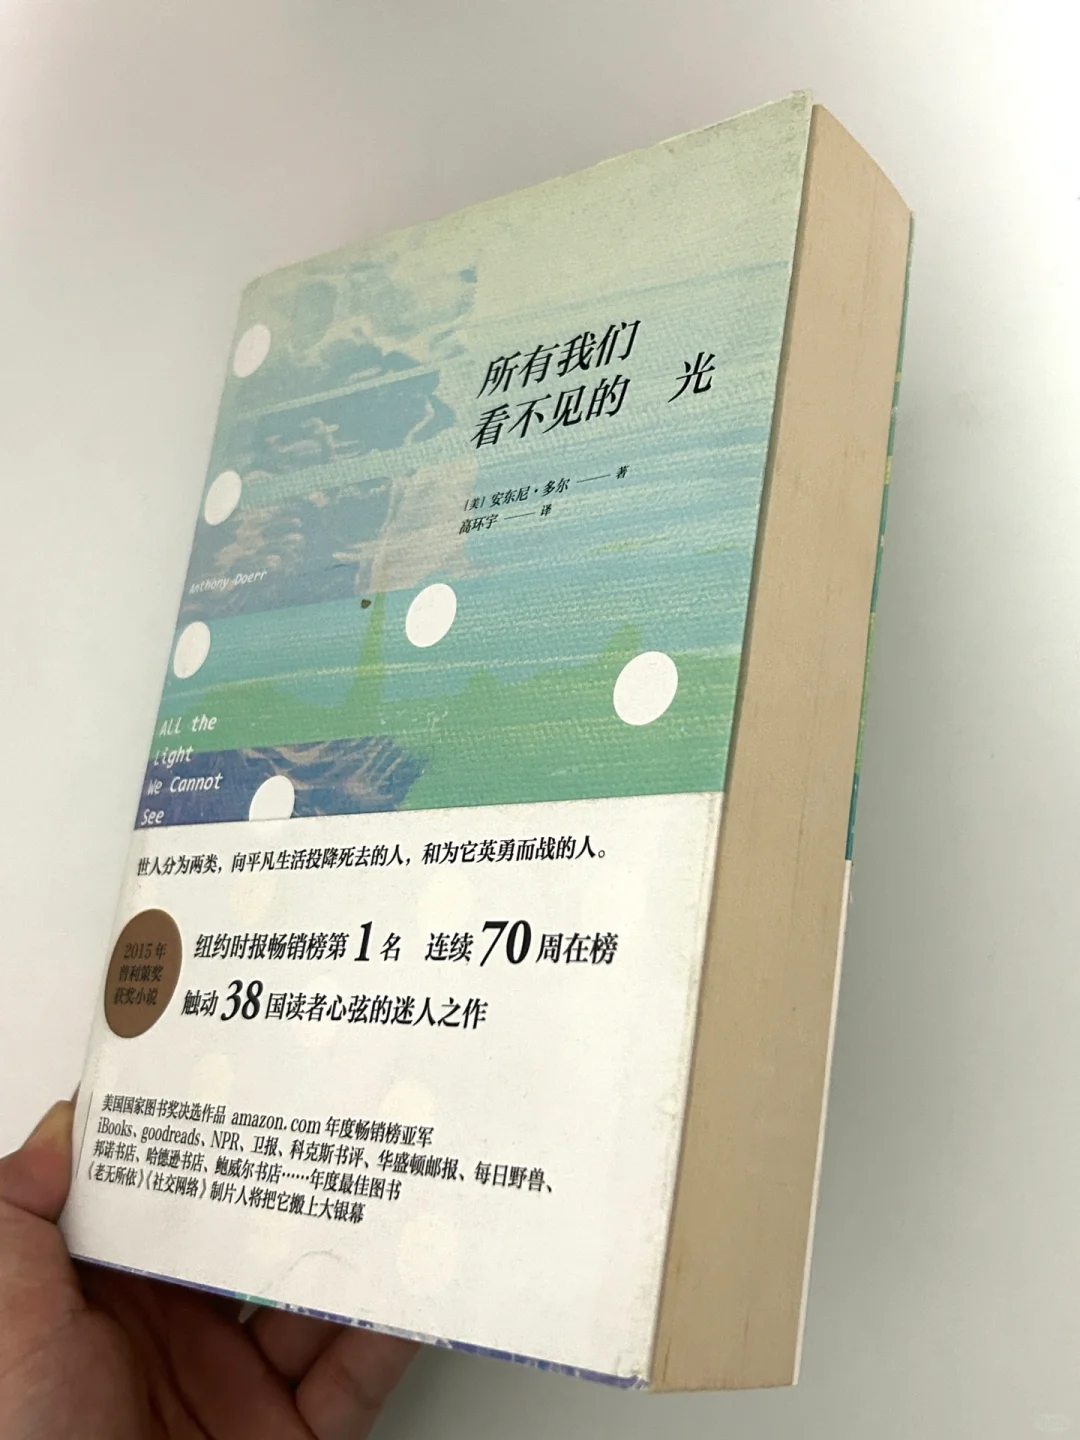 所有我们
看不见的 光
[美] 安东尼·多尔 —— 著
高环宇 —— 译
Anthony Doerr
All the
Light
We Cannot
See
世人分为两类，向平凡生活投降死去的人，和为它英勇而战的人。
2015年
普利策奖
获奖小说
纽约时报畅销榜第1名 连续70周在榜
触动38国读者心弦的迷人之作
美国国家图书奖决选作品 amazon.com年度畅销榜亚军
iBooks、goodreads、NPR、卫报、科克斯书评、华盛顿邮报、每日野兽、
邦诺书店、哈德逊书店、鲍威尔书店……年度最佳图书
《老无所依》《社交网络》制片人将把它搬上大银幕